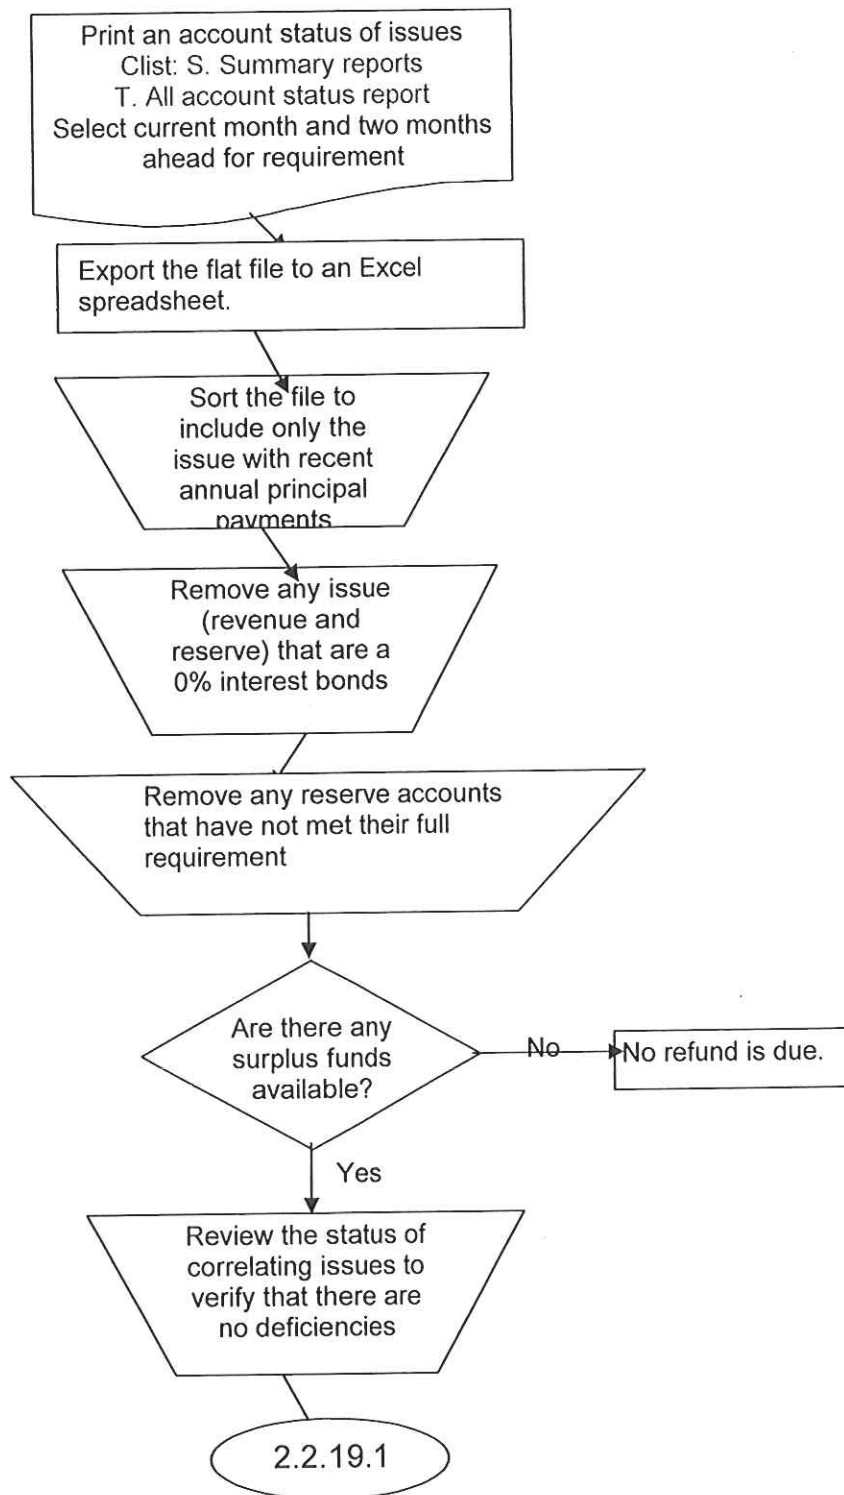 Print an account status of issues
Clist: S. Summary reports
T. All account status report
Select current month and two months
ahead for requirement
Export the flat file to an Excel
spreadsheet.
Sort the file to
include only the
issue with recent
annual principal
payments
Remove any issue
(revenue and
reserve) that are a
0% interest bonds
Remove any reserve accounts
that have not met their full
requirement
Are there any
surplus funds
available?
No
No refund is due.
Yes
Review the status of
correlating issues to
verify that there are
no deficiencies
2.2.19.1